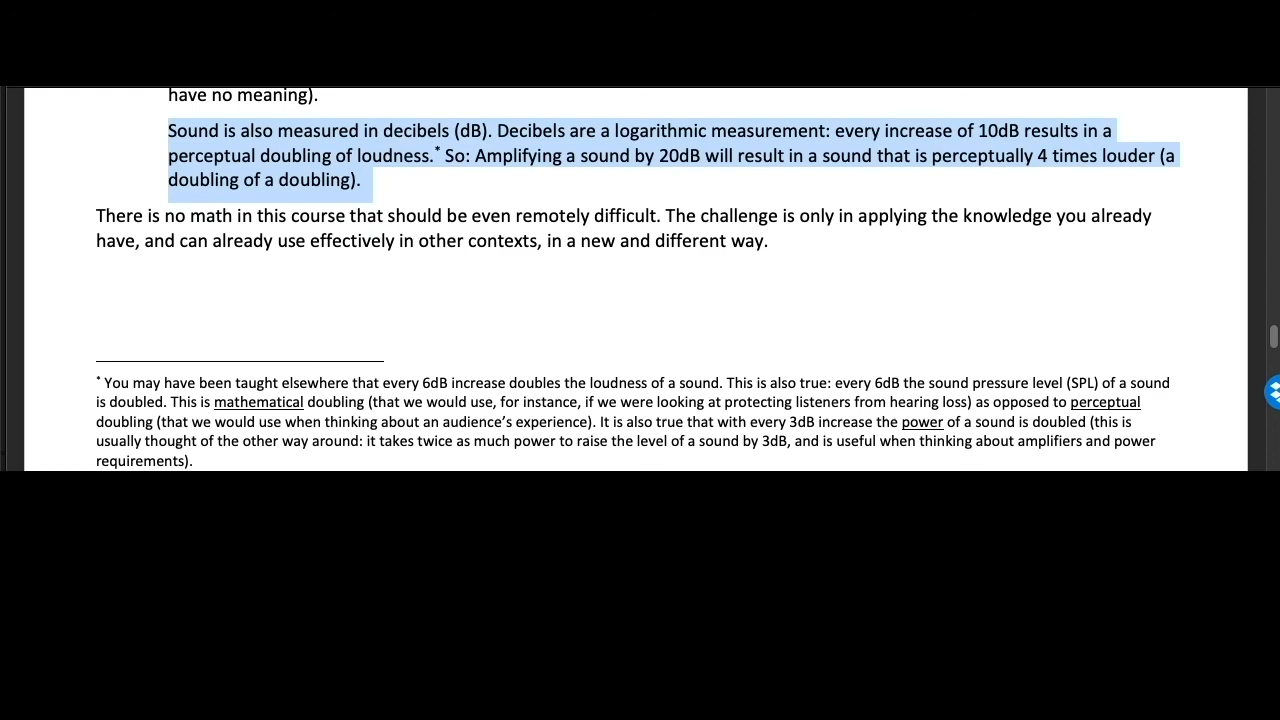 have no meaning).
Sound is also measured in decibels (dB). Decibels are a logarithmic measurement: every increase of 10dB results in a
perceptual doubling of loudness.* So: Amplifying a sound by 20dB will result in a sound that is perceptually 4 times louder (a
doubling of a doubling).
There is no math in this course that should be even remotely difficult. The challenge is only in applying the knowledge you already
have, and can already use effectively in other contexts, in a new and different way.
* You may have been taught elsewhere that every 6dB increase doubles the loudness of a sound. This is also true: every 6dB the sound pressure level (SPL) of a sound
is doubled. This is mathematical doubling (that we would use, for instance, if we were looking at protecting listeners from hearing loss) as opposed to perceptual
doubling (that we would use when thinking about an audience’s experience). It is also true that with every 3dB increase the power of a sound is doubled (this is
usually thought of the other way around: it takes twice as much power to raise the level of a sound by 3dB, and is useful when thinking about amplifiers and power
requirements).